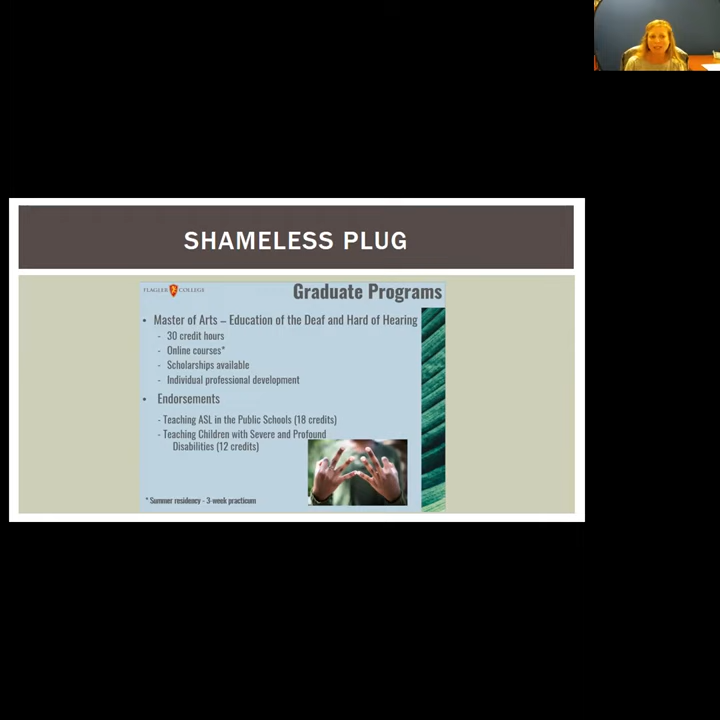 SHAMELESS PLUG
FLAGLER COLLEGE
Graduate Programs
• Master of Arts – Education of the Deaf and Hard of Hearing
- 30 credit hours
- Online courses*
- Scholarships available
- Individual professional development
• Endorsements
- Teaching ASL in the Public Schools (18 credits)
- Teaching Children with Severe and Profound
Disabilities (12 credits)
* Summer residency - 3-week practicum